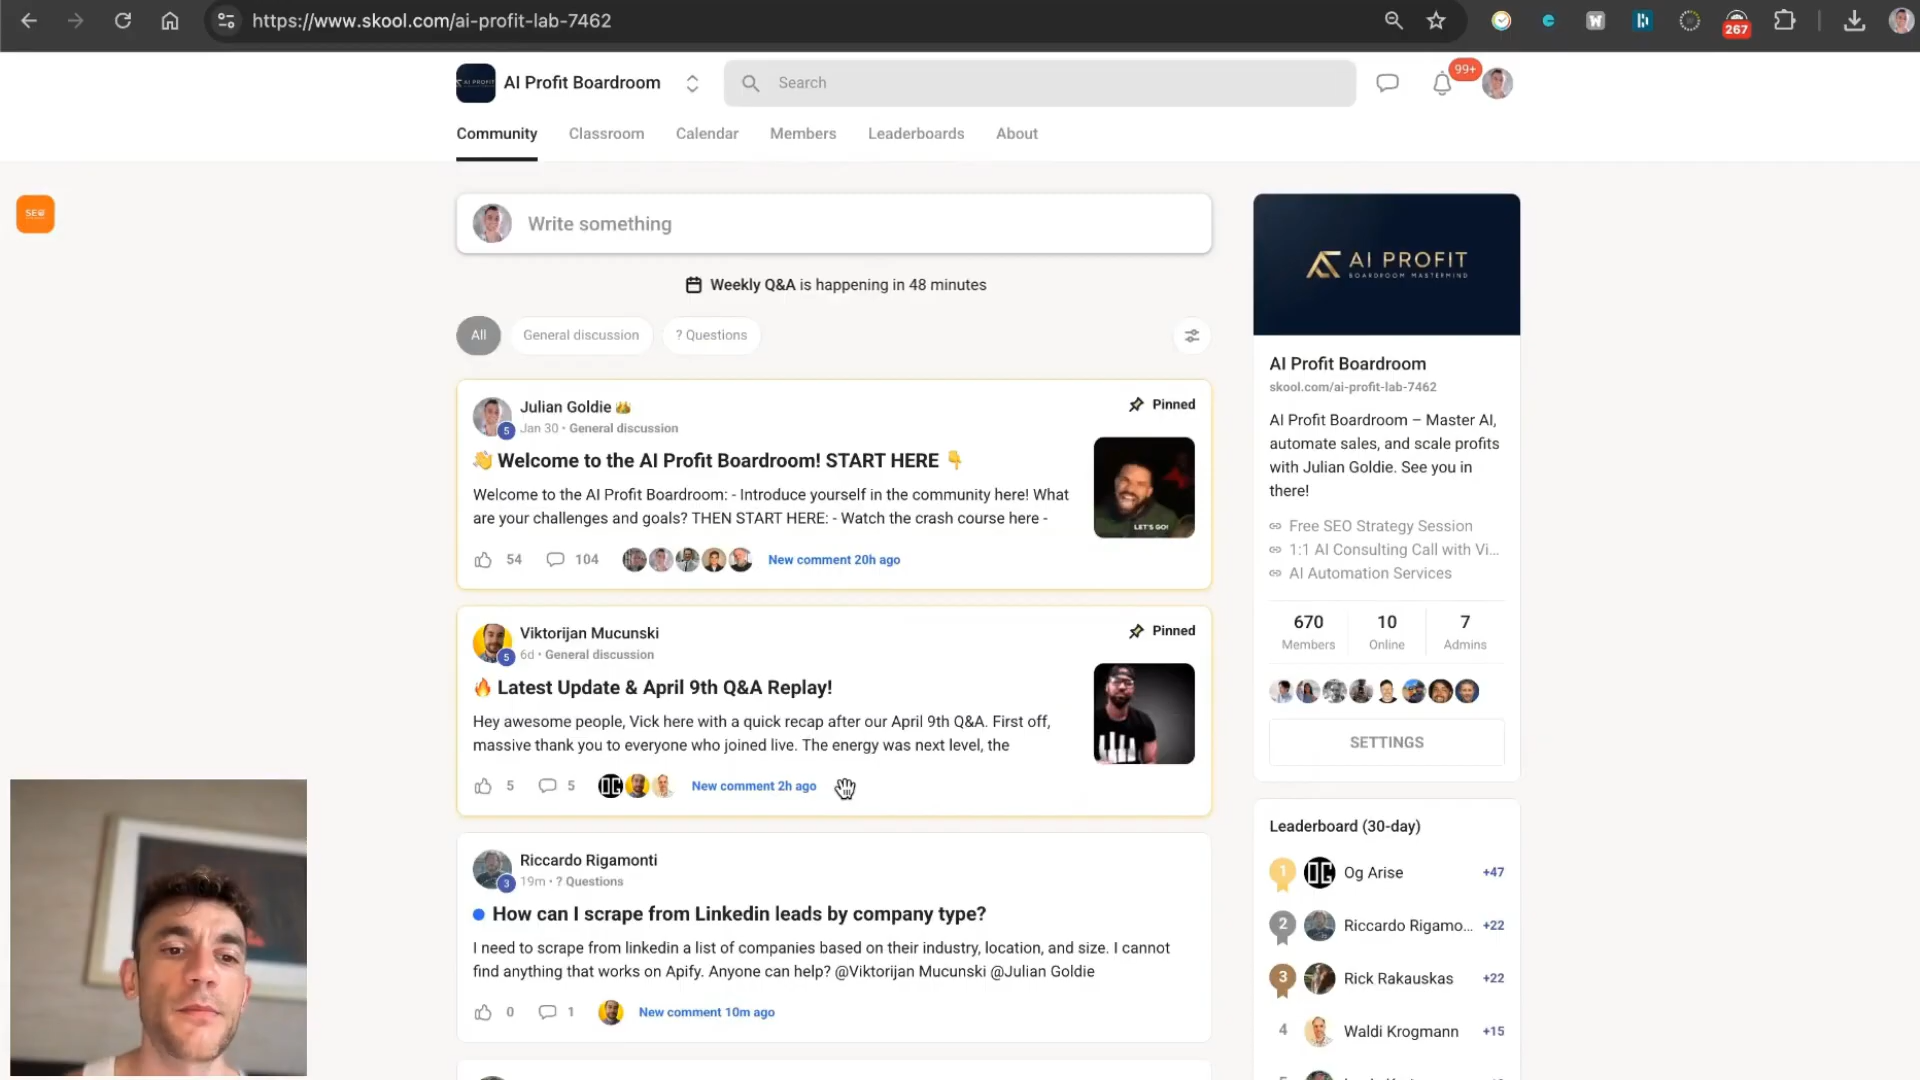 https://www.skool.com/ai-profit-lab-7462
267
AI Profit Boardroom
Search
99+
Community
Classroom
Calendar
Members
Leaderboards
About
Write something
Weekly Q&A is happening in 48 minutes
All
General discussion
? Questions
Julian Goldie
Pinned
5
Jan 30 • General discussion
👋 Welcome to the AI Profit Boardroom! START HERE 👇
Welcome to the AI Profit Boardroom: - Introduce yourself in the community here! What
are your challenges and goals? THEN START HERE: - Watch the crash course here -
LET'S GO!
54
104
New comment 20h ago
Viktorijan Mucunski
Pinned
5
6d • General discussion
🔥 Latest Update & April 9th Q&A Replay!
Hey awesome people, Vick here with a quick recap after our April 9th Q&A. First off,
massive thank you to everyone who joined live. The energy was next level, the
5
5
OG
New comment 2h ago
Riccardo Rigamonti
3
19m • ? Questions
How can I scrape from Linkedin leads by company type?
I need to scrape from linkedin a list of companies based on their industry, location, and size. I cannot
find anything that works on Apify. Anyone can help? @Viktorijan Mucunski @Julian Goldie
0
1
New comment 10m ago
SEO
AI PROFIT
BOARDROOM MASTERMIND
AI Profit Boardroom
skool.com/ai-profit-lab-7462
AI Profit Boardroom – Master AI,
automate sales, and scale profits
with Julian Goldie. See you in
there!
Free SEO Strategy Session
1:1 AI Consulting Call with Vi...
AI Automation Services
670
Members
10
Online
7
Admins
SETTINGS
Leaderboard (30-day)
1
OG
Og Arise
+47
2
Riccardo Rigamo...
+22
3
Rick Rakauskas
+22
4
Waldi Krogmann
+15